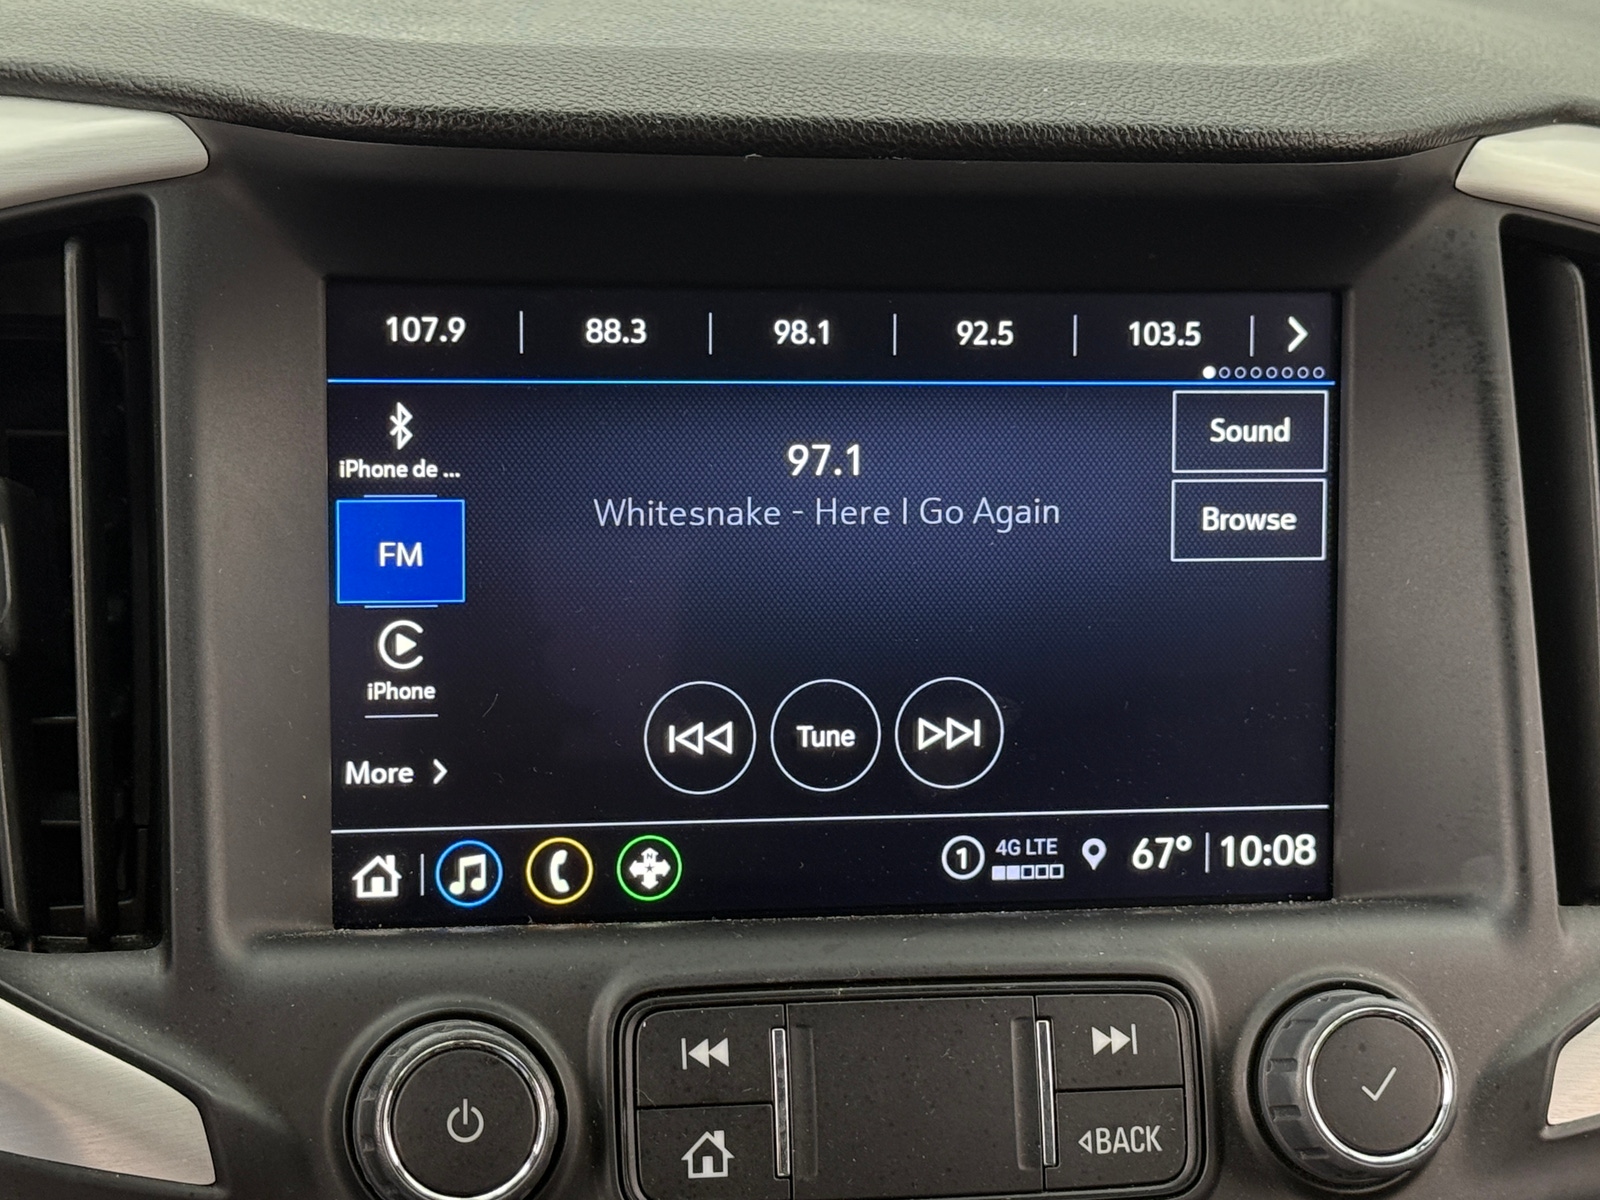 107.9 | 88.3 | 98.1 | 92.5 | 103.5 |
iPhone de ...
FM
iPhone
More
97.1
Whitesnake - Here I Go Again
Sound
Browse
Tune
1 4G LTE 67° | 10:08
N
BACK